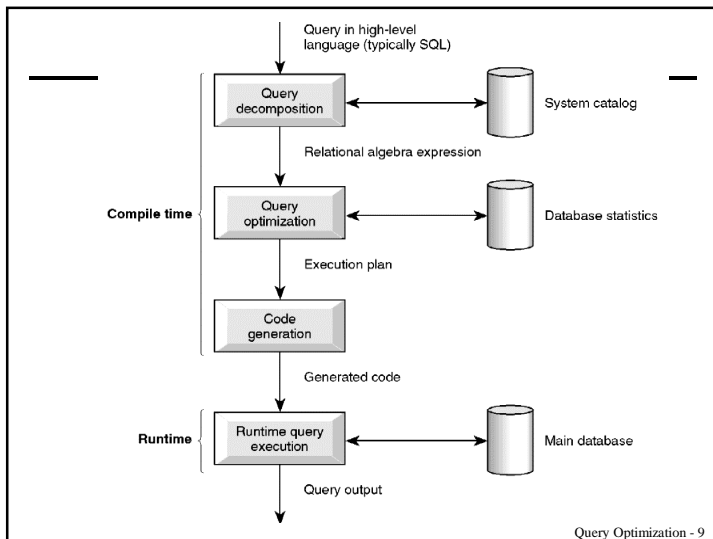 Query in high-level
language (typically SQL)
Query
decomposition
System catalog
Relational algebra expression
Compile time
Query
optimization
Database statistics
Execution plan
Code
generation
Generated code
Runtime
Runtime query
execution
Main database
Query output
Query Optimization - 9